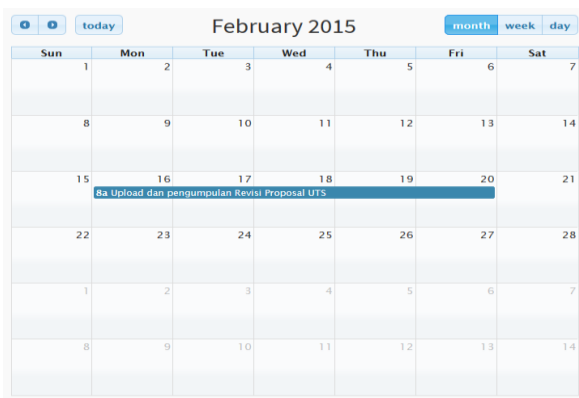 today February 2015 month week day
Sun Mon Tue Wed Thu Fri Sat
1 2 3 4 5 6 7
8 9 10 11 12 13 14
15 16 17 18 19 20 21
8a Upload dan pengumpulan Revisi Proposal UTS
22 23 24 25 26 27 28
1 2 3 4 5 6 7
8 9 10 11 12 13 14